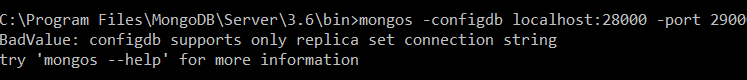 C:\Program Files\MongoDB\Server\3.6\bin>mongos -configdb localhost:28000 -port 2900
BadValue: configdb supports only replica set connection string
try 'mongos --help' for more information